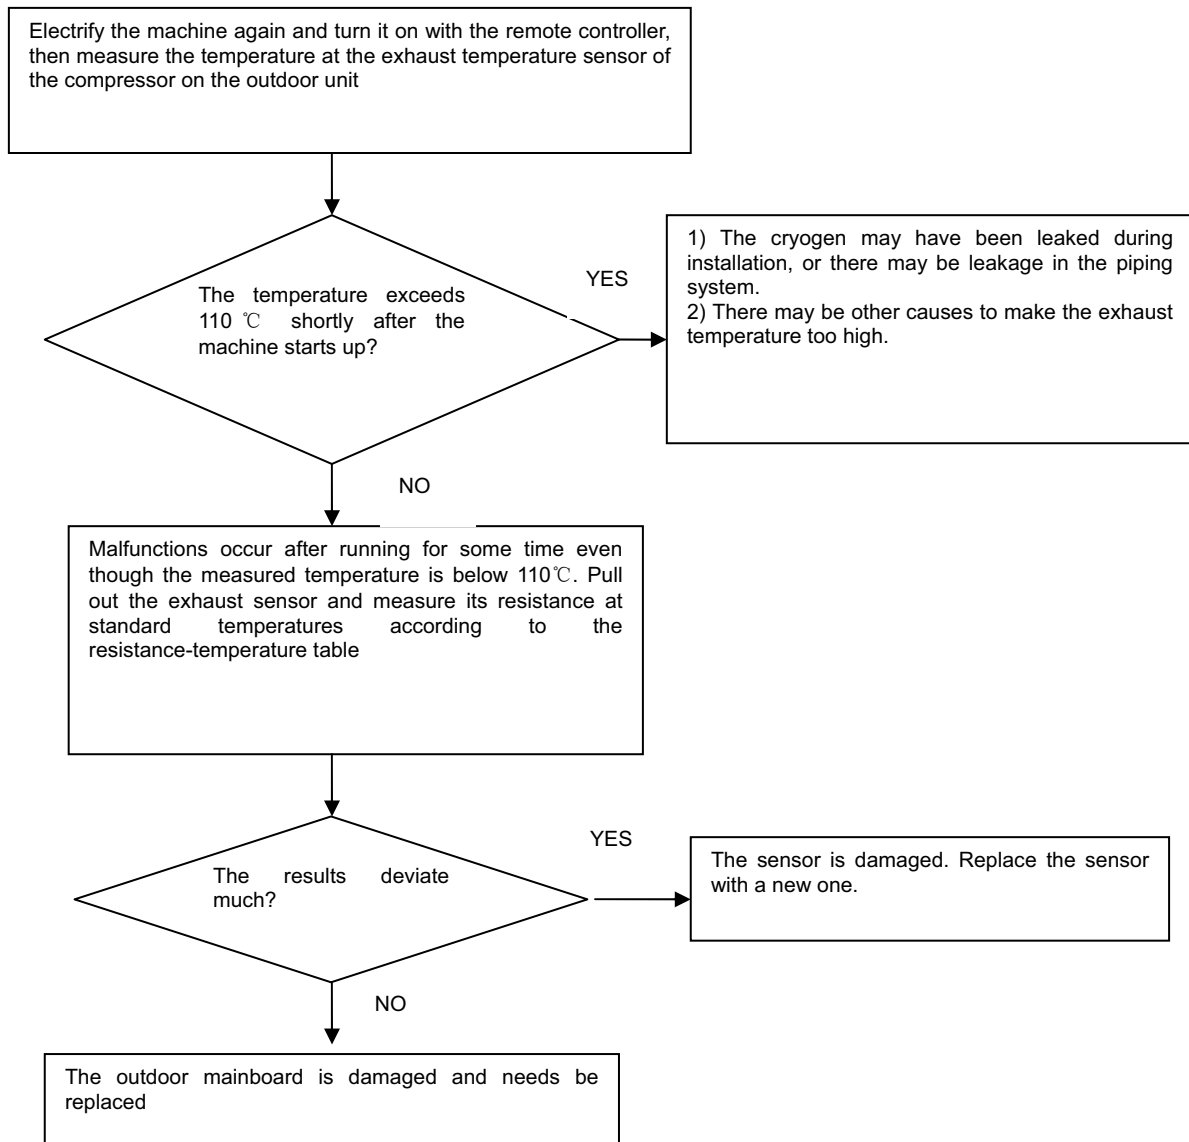 Electrify the machine again and turn it on with the remote controller,
then measure the temperature at the exhaust temperature sensor of
the compressor on the outdoor unit
The temperature exceeds
110 ℃ shortly after the
machine starts up?
YES
1) The cryogen may have been leaked during
installation, or there may be leakage in the piping
system.
2) There may be other causes to make the exhaust
temperature too high.
NO
Malfunctions occur after running for some time even
though the measured temperature is below 110℃. Pull
out the exhaust sensor and measure its resistance at
standard temperatures according to the
resistance-temperature table
The results deviate
much?
YES
The sensor is damaged. Replace the sensor
with a new one.
NO
The outdoor mainboard is damaged and needs be
replaced